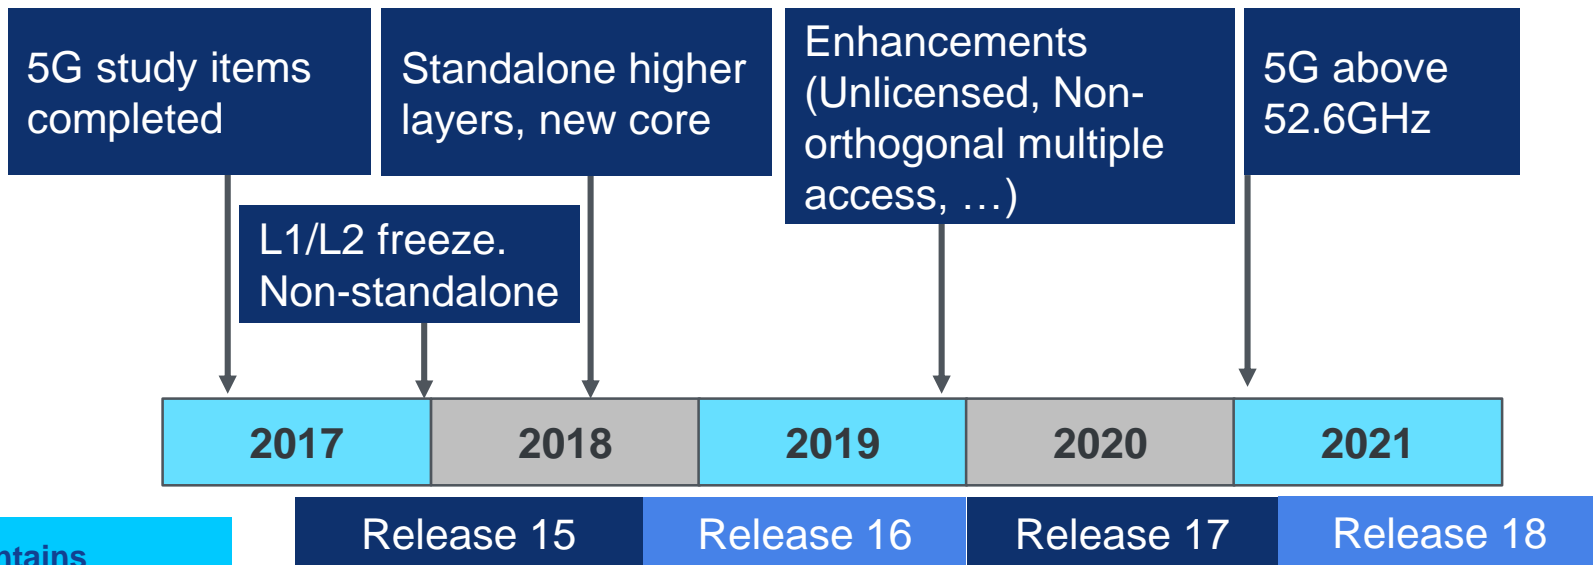 5G study items
completed
Standalone higher
layers, new core
Enhancements
(Unlicensed, Non-
orthogonal multiple
access, …)
5G above
52.6GHz
L1/L2 freeze.
Non-standalone
2017
2018
2019
2020
2021
Release 15
Release 16
Release 17
Release 18